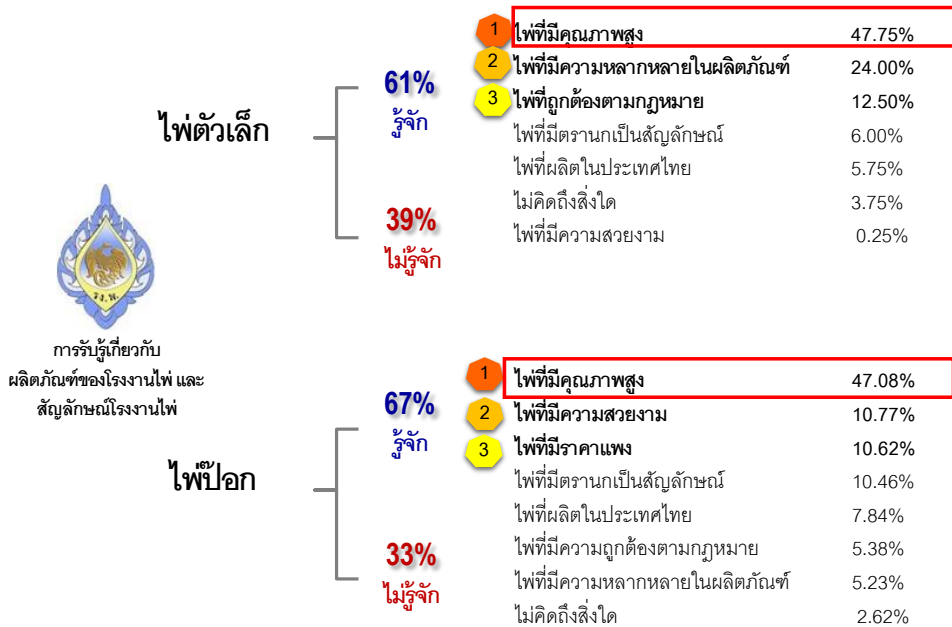 1 ไพ่ที่มีคุณภาพสูง 47.75%
2 ไพ่ที่มีความหลากหลายในผลิตภัณฑ์ 24.00%
3 ไพ่ที่ถูกต้องตามกฎหมาย 12.50%
ไพ่ที่มีตรานกเป็นสัญลักษณ์ 6.00%
ไพ่ที่ผลิตในประเทศไทย 5.75%
ไม่คิดถึงสิ่งใด 3.75%
ไพ่ที่มีความสวยงาม 0.25%
61%
รู้จัก
ไพ่ตัวเล็ก
39%
ไม่รู้จัก
รง.พ.
การรับรู้เกี่ยวกับ
ผลิตภัณฑ์ของโรงงานไพ่ และ
สัญลักษณ์โรงงานไพ่
1 ไพ่ที่มีคุณภาพสูง 47.08%
2 ไพ่ที่มีความสวยงาม 10.77%
3 ไพ่ที่มีราคาแพง 10.62%
ไพ่ที่มีตรานกเป็นสัญลักษณ์ 10.46%
ไพ่ที่ผลิตในประเทศไทย 7.84%
ไพ่ที่มีความถูกต้องตามกฎหมาย 5.38%
ไพ่ที่มีความหลากหลายในผลิตภัณฑ์ 5.23%
ไม่คิดถึงสิ่งใด 2.62%
67%
รู้จัก
ไพ่ป๊อก
33%
ไม่รู้จัก